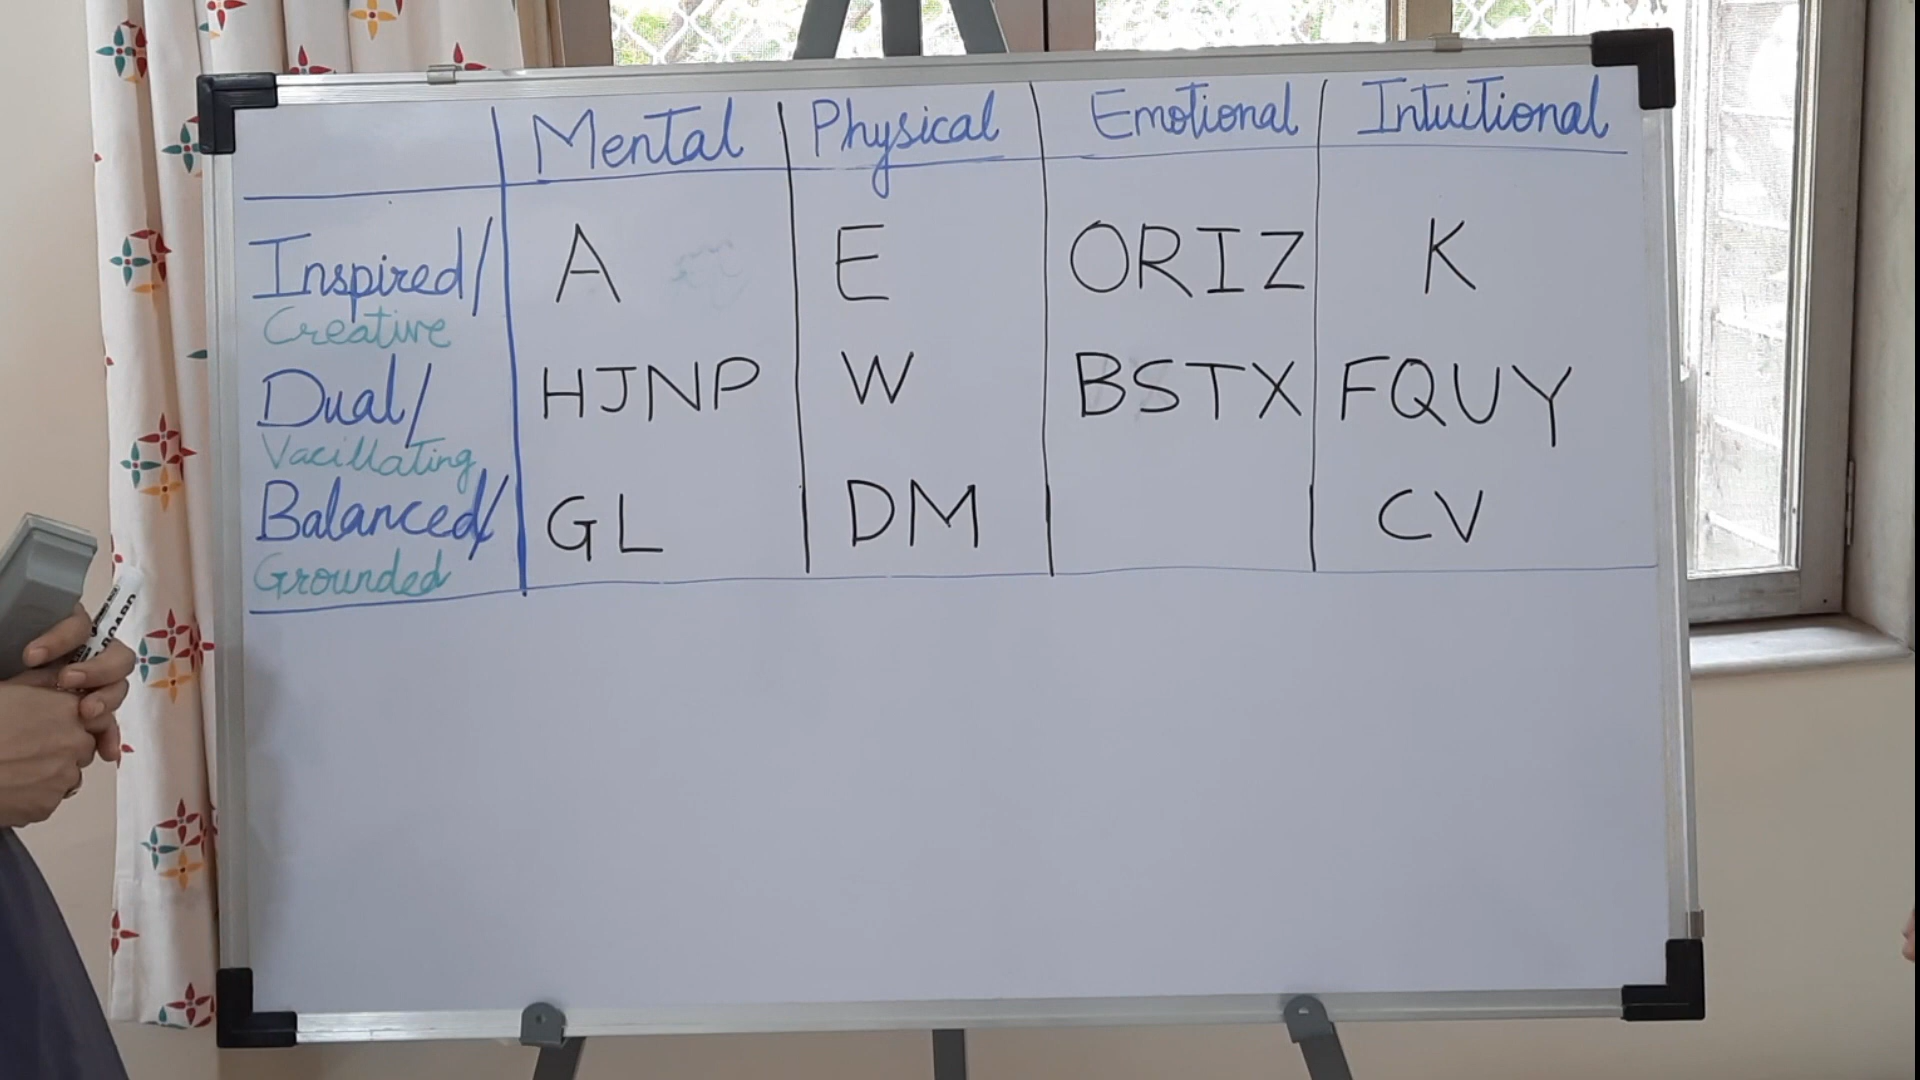 Mental Physical Emotional Intuitional
Inspired/ A E ORIZ K
Creative
Dual/ HJNP W BSTX FQUY
Vacillating
Balanced/ GL DM CV
Grounded